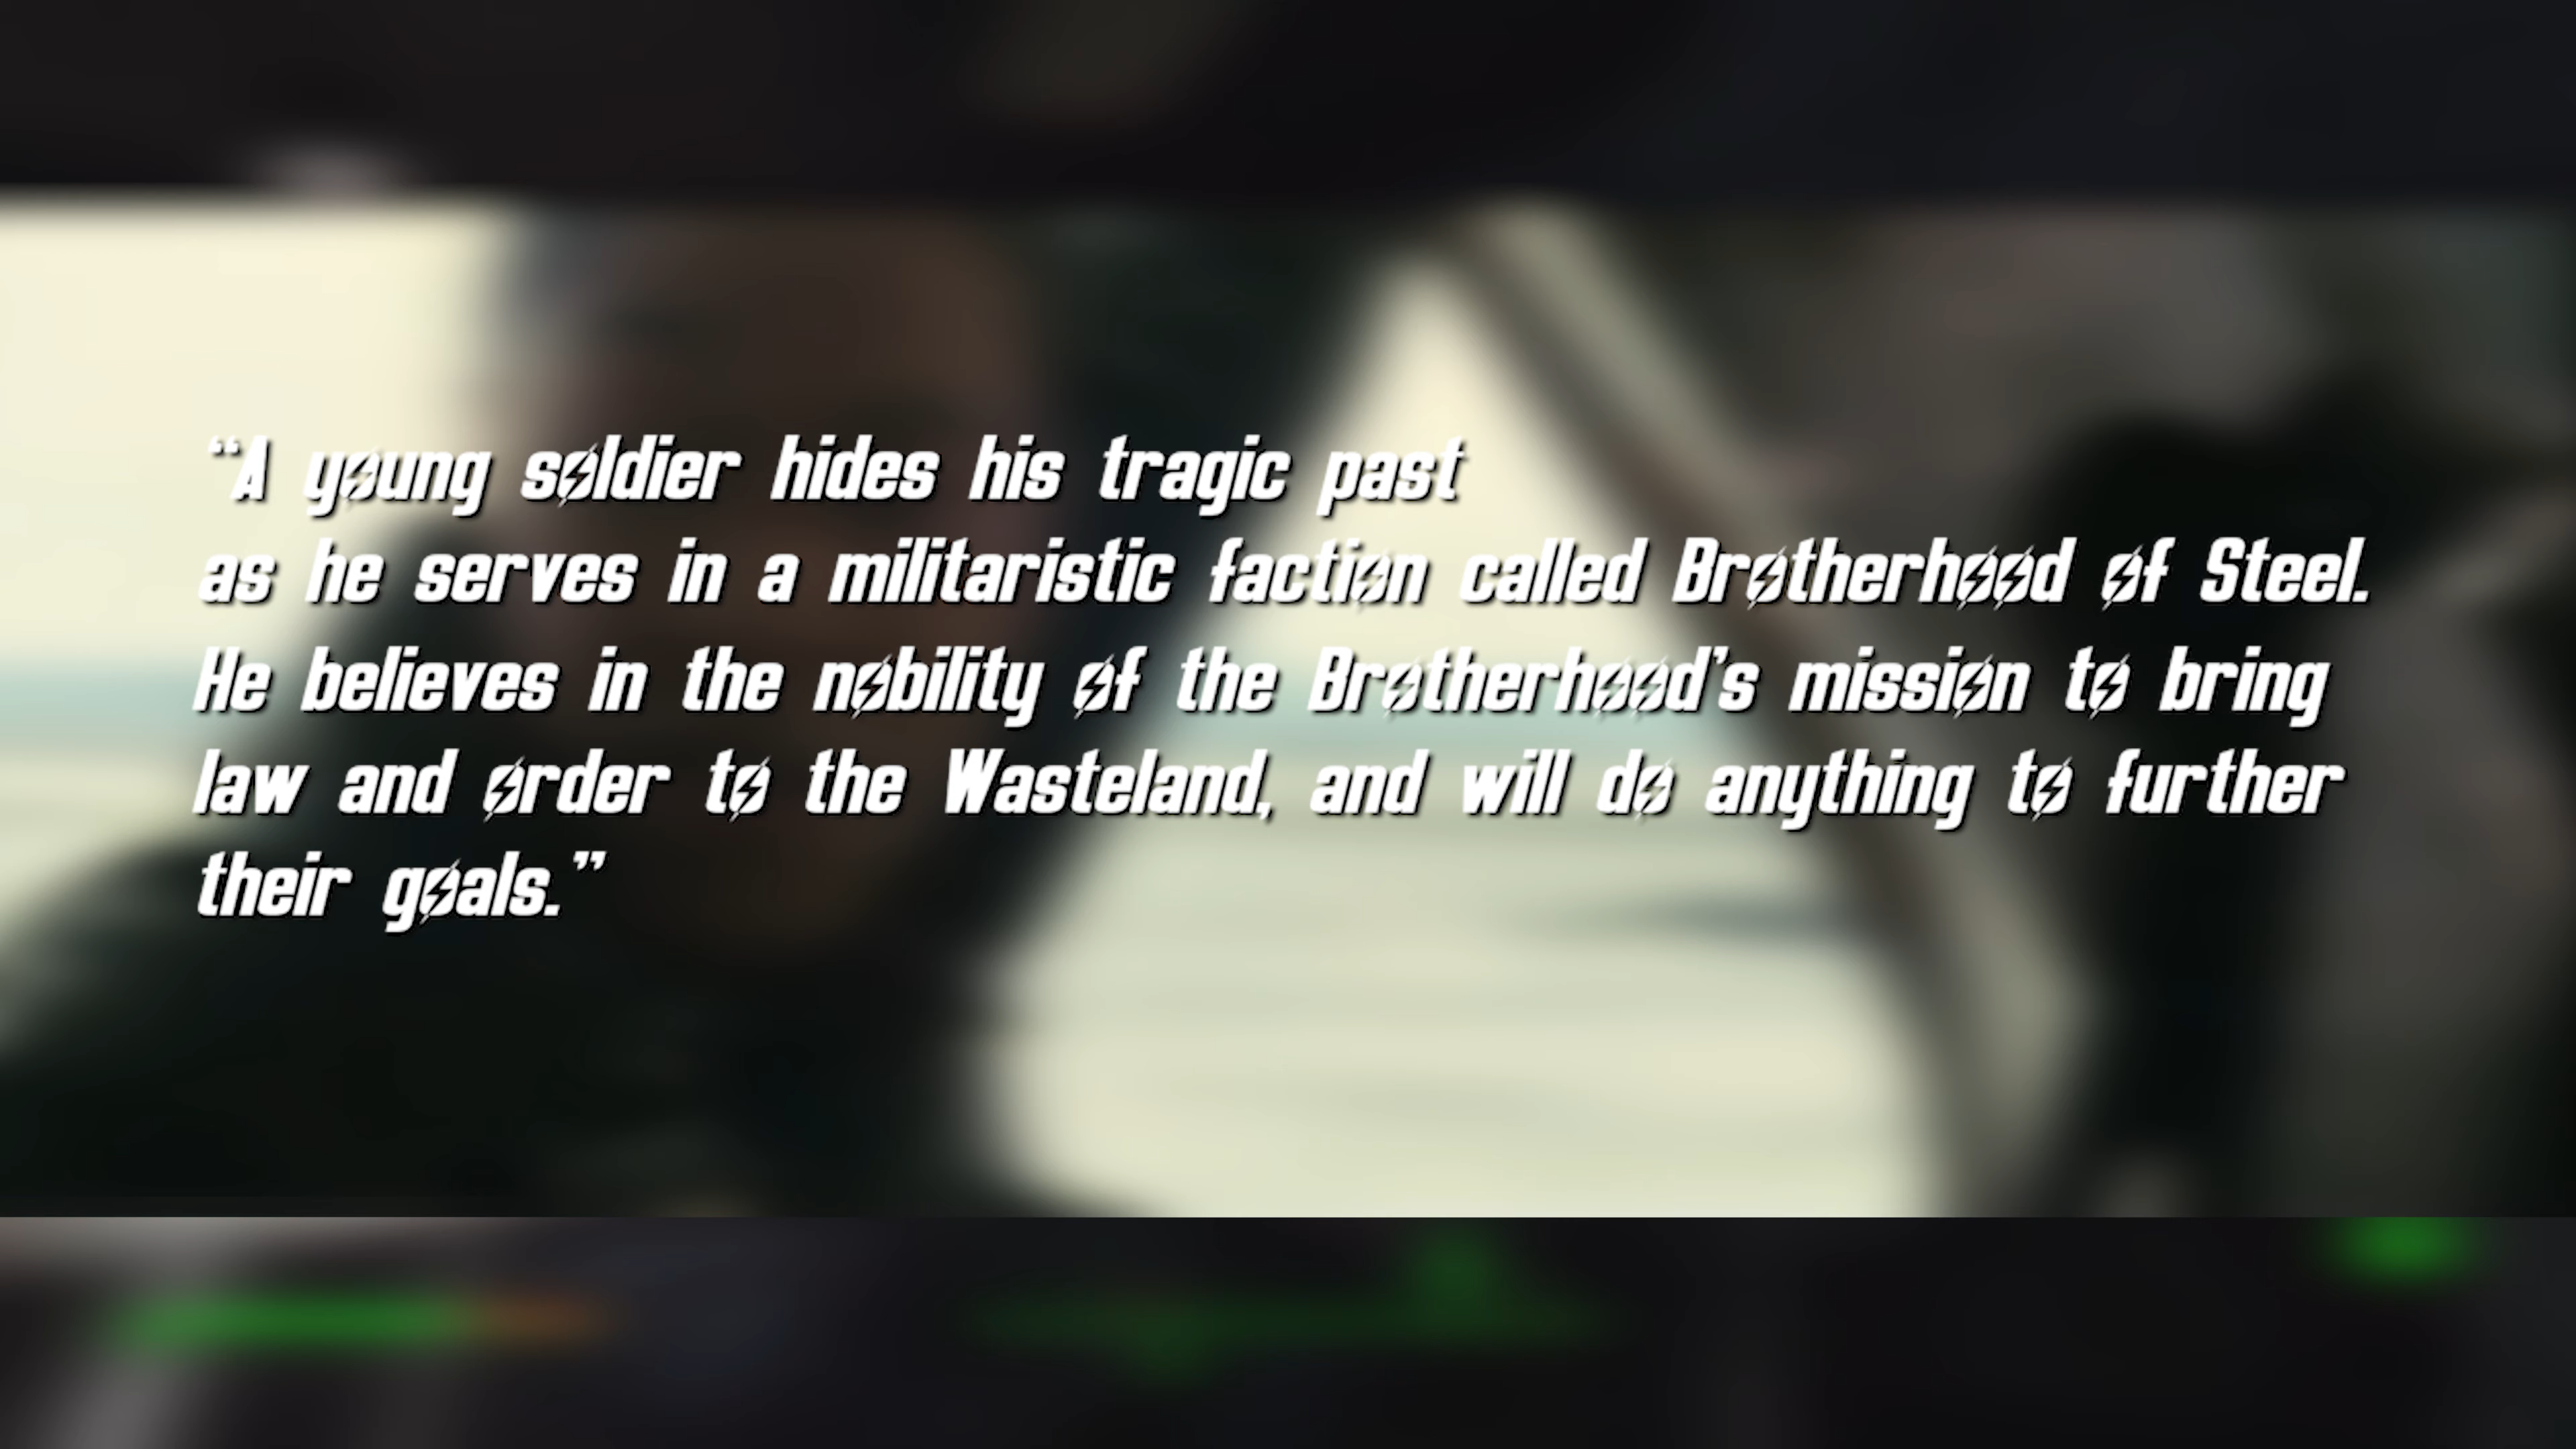 “A young soldier hides his tragic past
as he serves in a militaristic faction called Brotherhood of Steel.
He believes in the nobility of the Brotherhood’s mission to bring
law and order to the Wasteland, and will do anything to further
their goals.”